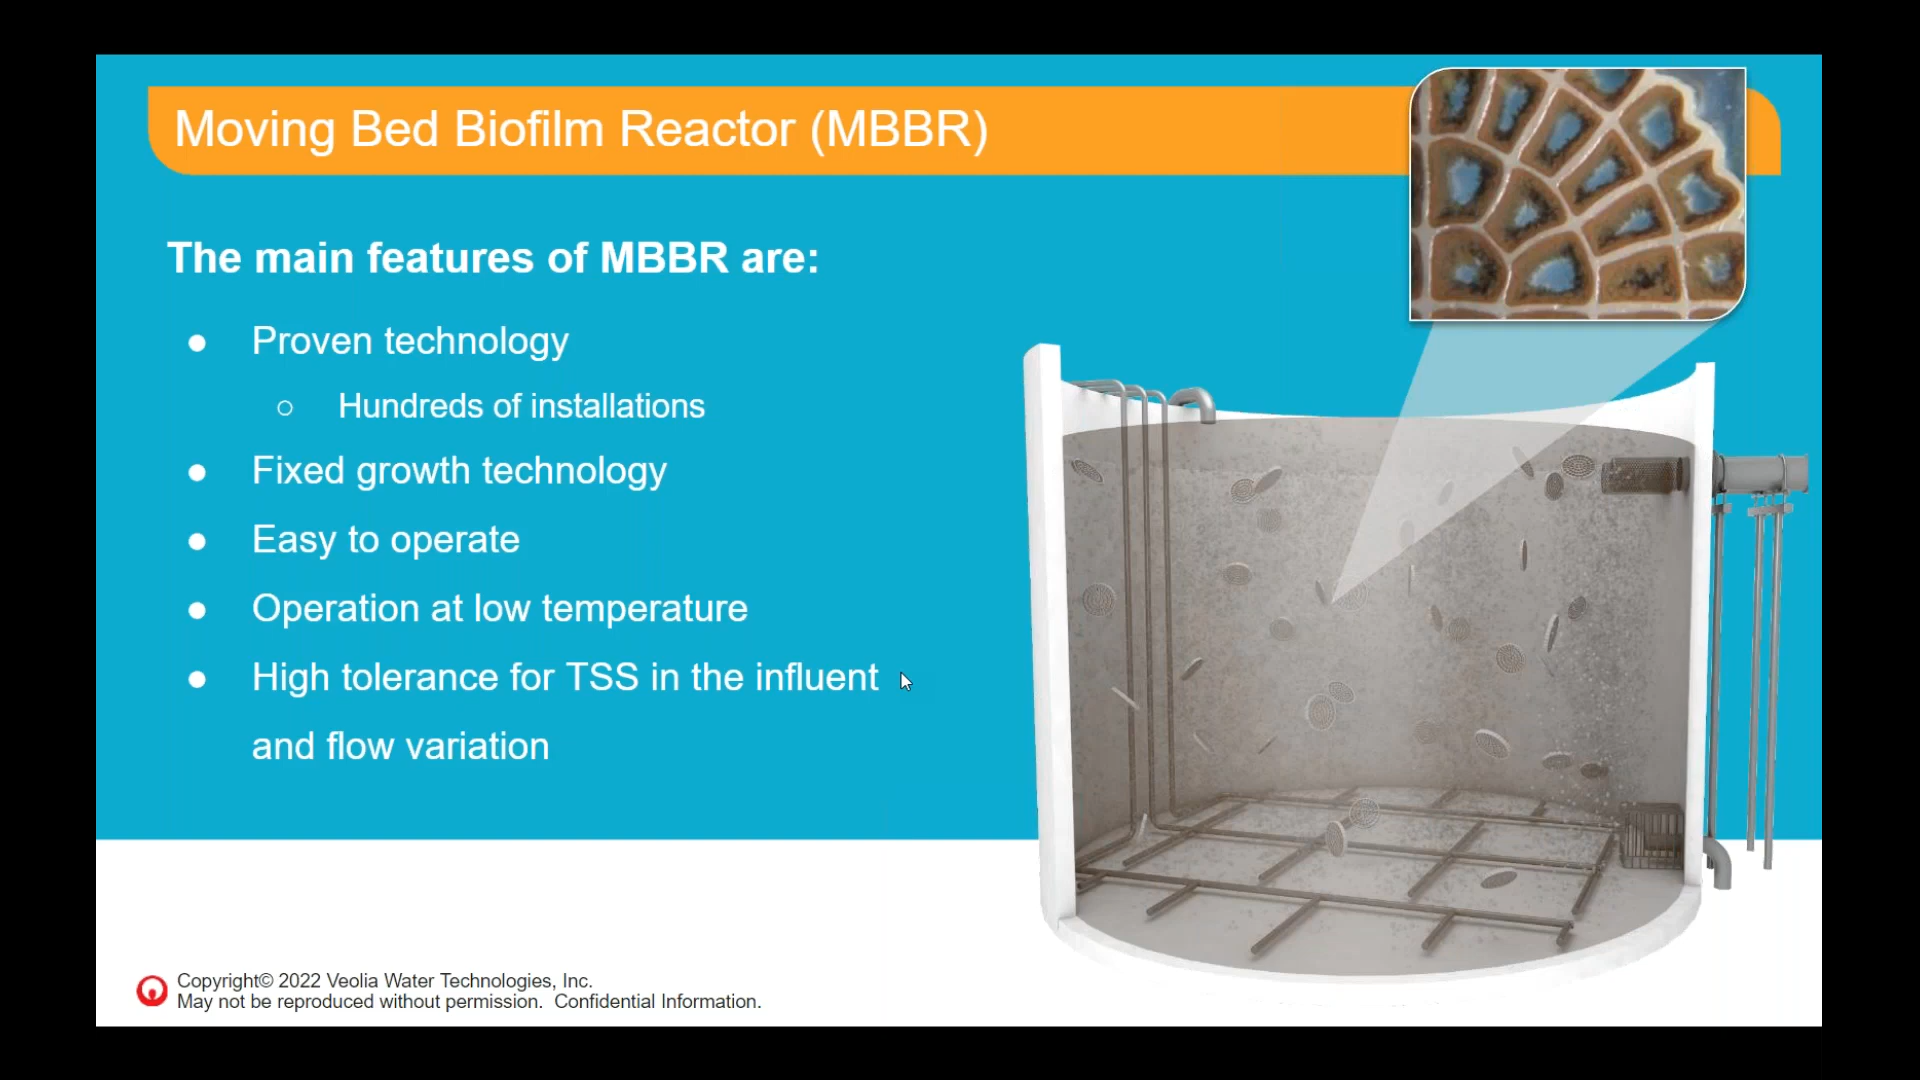 Moving Bed Biofilm Reactor (MBBR)
The main features of MBBR are:
● Proven technology
○ Hundreds of installations
● Fixed growth technology
● Easy to operate
● Operation at low temperature
● High tolerance for TSS in the influent
and flow variation
Copyright© 2022 Veolia Water Technologies, Inc.
May not be reproduced without permission.  Confidential Information.